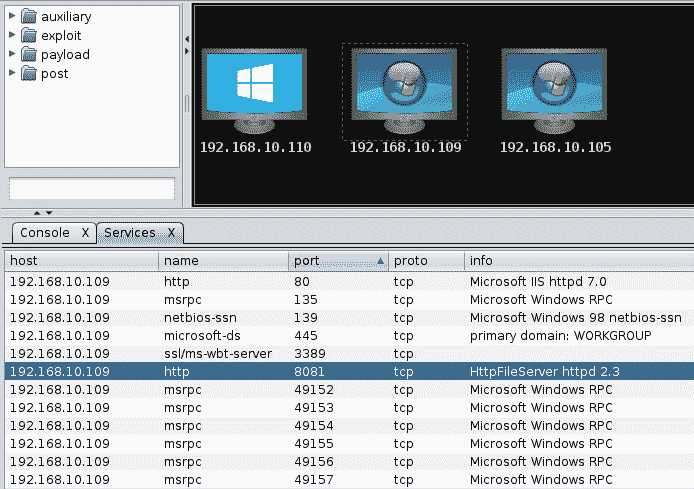 auxiliary
exploit
payload
post
192.168.10.110 192.168.10.109 192.168.10.105
Console X Services X
host name port proto info
192.168.10.109 http 80 tcp Microsoft IIS httpd 7.0
192.168.10.109 msrpc 135 tcp Microsoft Windows RPC
192.168.10.109 netbios-ssn 139 tcp Microsoft Windows 98 netbios-ssn
192.168.10.109 microsoft-ds 445 tcp primary domain: WORKGROUP
192.168.10.109 ssl/ms-wbt-server 3389 tcp
192.168.10.109 http 8081 tcp HttpFileServer httpd 2.3
192.168.10.109 msrpc 49152 tcp Microsoft Windows RPC
192.168.10.109 msrpc 49153 tcp Microsoft Windows RPC
192.168.10.109 msrpc 49154 tcp Microsoft Windows RPC
192.168.10.109 msrpc 49155 tcp Microsoft Windows RPC
192.168.10.109 msrpc 49156 tcp Microsoft Windows RPC
192.168.10.109 msrpc 49157 tcp Microsoft Windows RPC